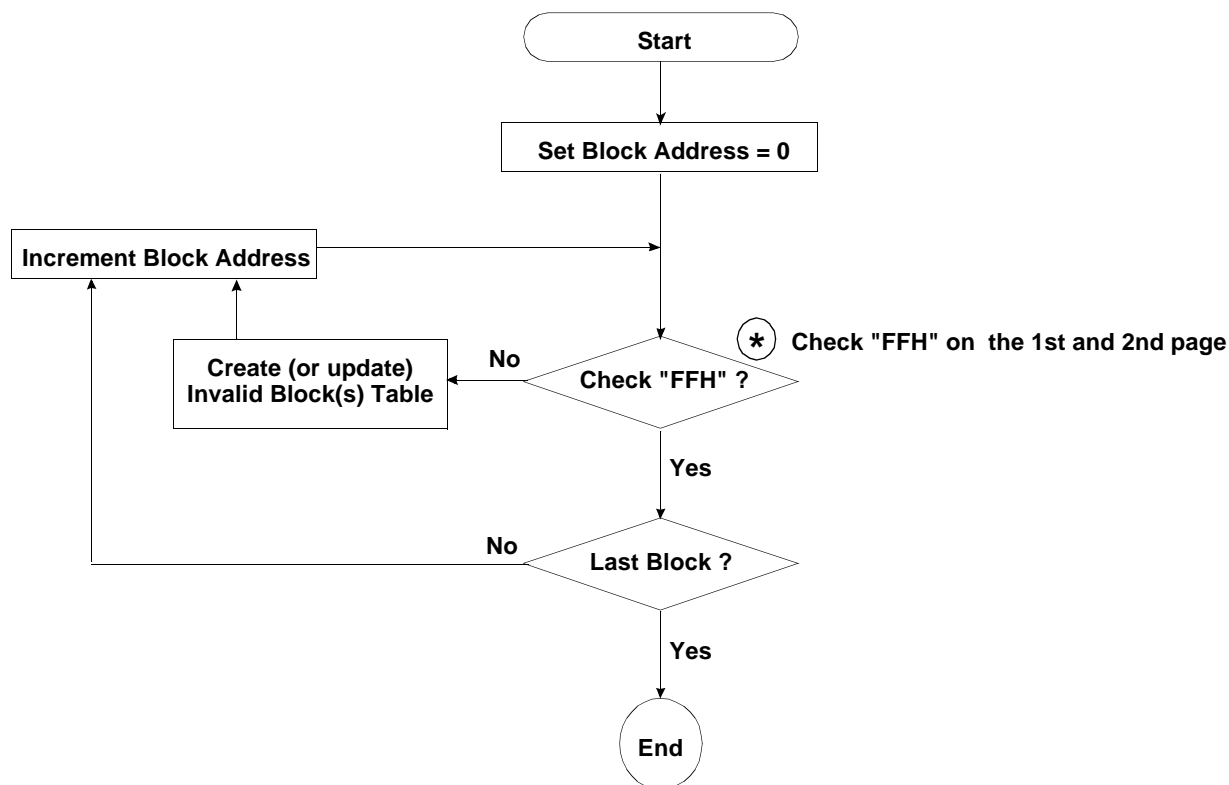 Start
Set Block Address = 0
Increment Block Address
* Check "FFH" on the 1st and 2nd page
No
Create (or update)
Invalid Block(s) Table
Check "FFH" ?
Yes
No
Last Block ?
Yes
End